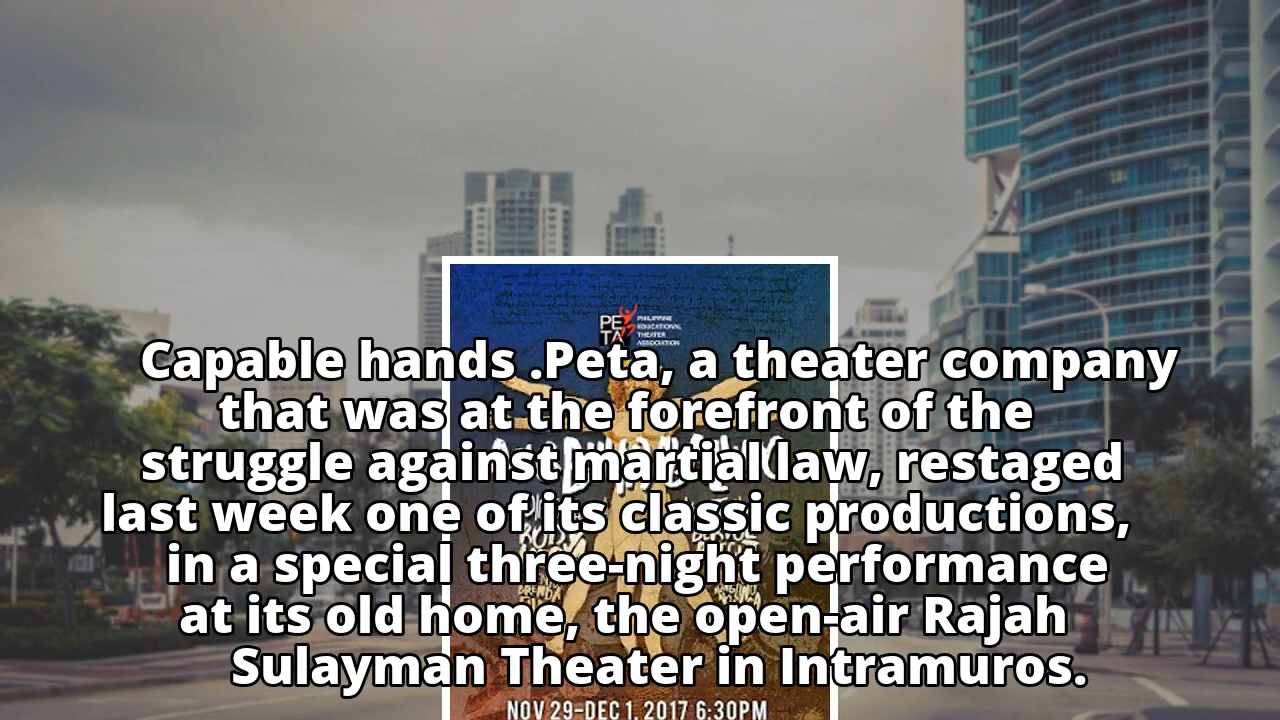 PE
TA
PHILIPPINE
EDUCATIONAL
THEATER
ASSOCIATION
Capable hands .Peta, a theater company
that was at the forefront of the
struggle against martial law, restaged
last week one of its classic productions,
in a special three-night performance
at its old home, the open-air Rajah
Sulayman Theater in Intramuros.
NOV 29-DEC 1, 2017 6:30PM